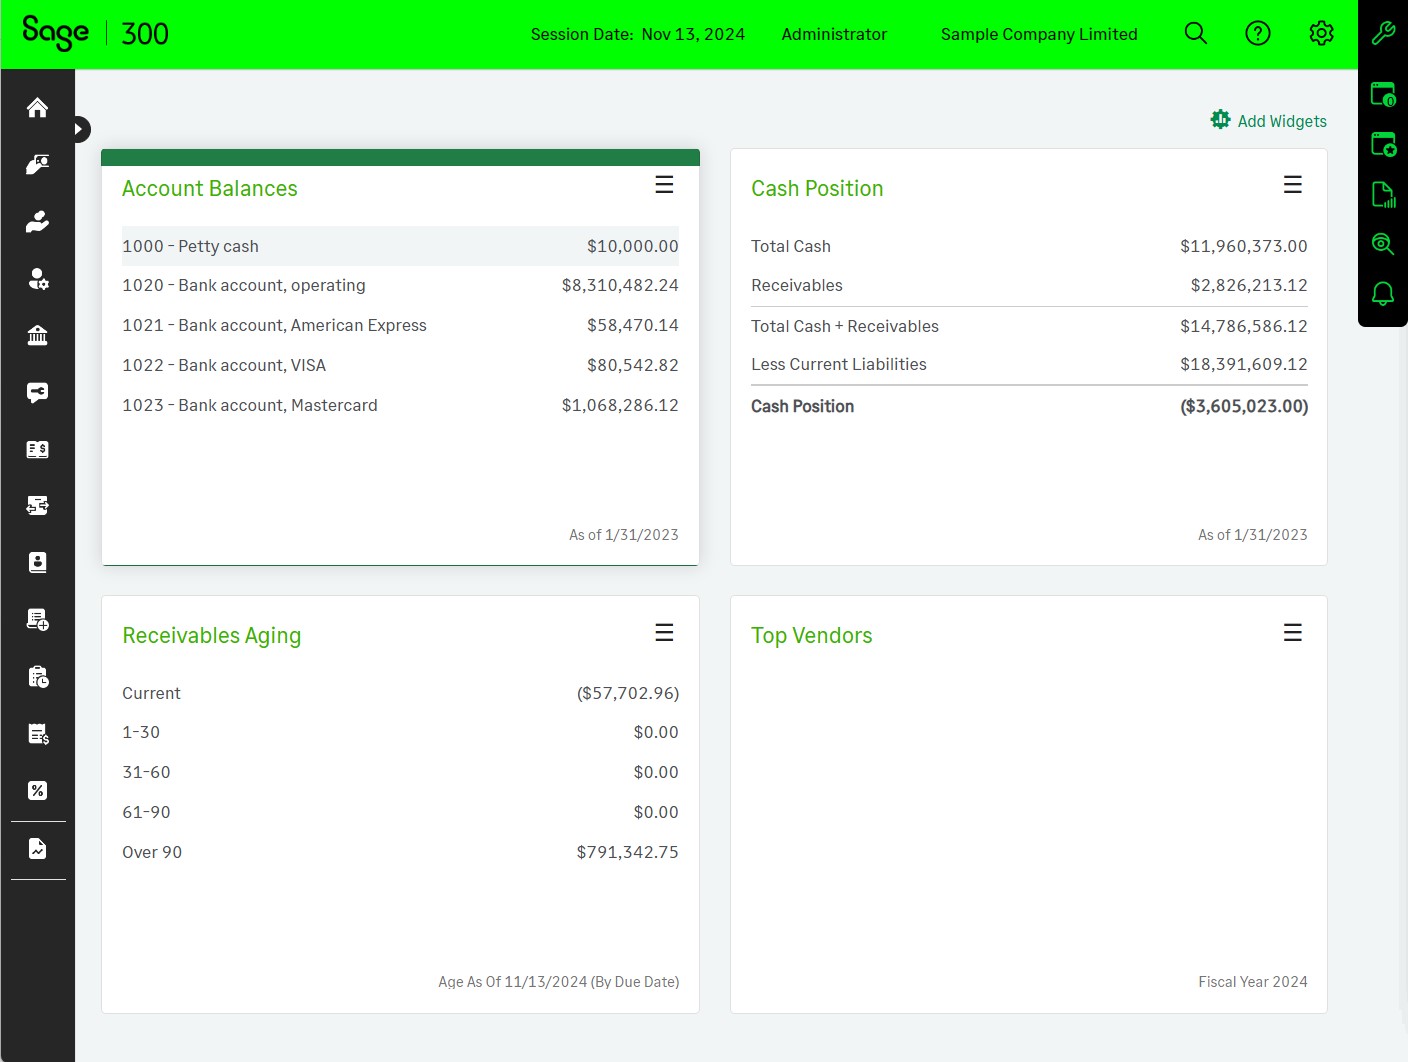 Sage 300
Session Date: Nov 13, 2024 Administrator Sample Company Limited
Add Widgets
Account Balances
1000 - Petty cash $10,000.00
1020 - Bank account, operating $8,310,482.24
1021 - Bank account, American Express $58,470.14
1022 - Bank account, VISA $80,542.82
1023 - Bank account, Mastercard $1,068,286.12
As of 1/31/2023
Cash Position
Total Cash $11,960,373.00
Receivables $2,826,213.12
Total Cash + Receivables $14,786,586.12
Less Current Liabilities $18,391,609.12
Cash Position ($3,605,023.00)
As of 1/31/2023
Receivables Aging
Current ($57,702.96)
1-30 $0.00
31-60 $0.00
61-90 $0.00
Over 90 $791,342.75
Age As Of 11/13/2024 (By Due Date)
Top Vendors
Fiscal Year 2024